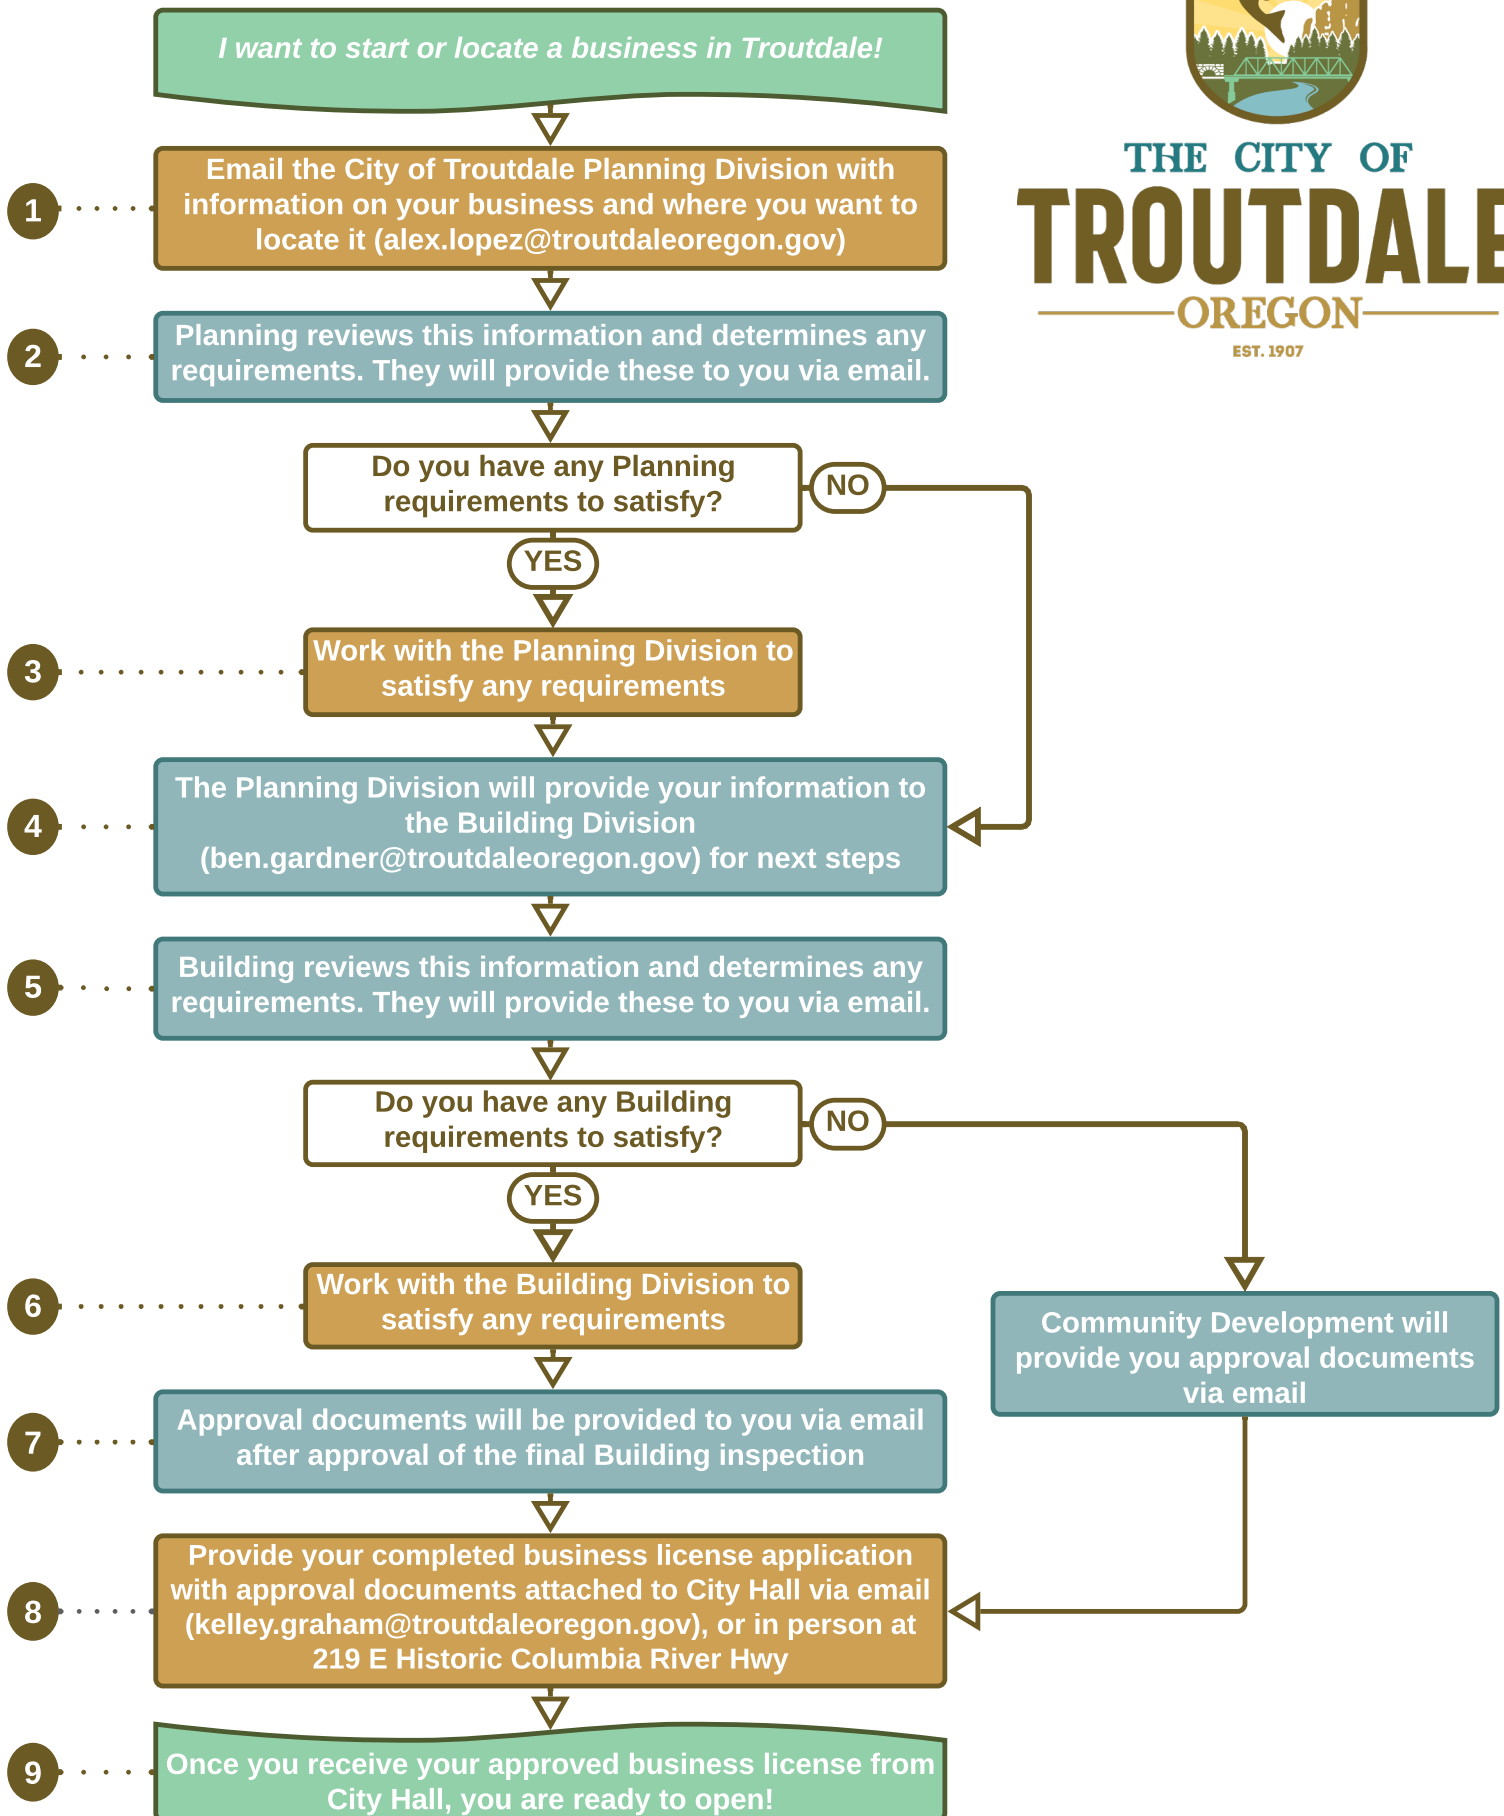 I want to start or locate a business in Troutdale!
THE CITY OF
TROUTDALE
OREGON
EST. 1907
1
Email the City of Troutdale Planning Division with
information on your business and where you want to
locate it (alex.lopez@troutdaleoregon.gov)
2
Planning reviews this information and determines any
requirements. They will provide these to you via email.
Do you have any Planning
requirements to satisfy?
NO
YES
3
Work with the Planning Division to
satisfy any requirements
4
The Planning Division will provide your information to
the Building Division
(ben.gardner@troutdaleoregon.gov) for next steps
5
Building reviews this information and determines any
requirements. They will provide these to you via email.
Do you have any Building
requirements to satisfy?
NO
YES
6
Work with the Building Division to
satisfy any requirements
Community Development will
provide you approval documents
via email
7
Approval documents will be provided to you via email
after approval of the final Building inspection
8
Provide your completed business license application
with approval documents attached to City Hall via email
(kelley.graham@troutdaleoregon.gov), or in person at
219 E Historic Columbia River Hwy
9
Once you receive your approved business license from
City Hall, you are ready to open!